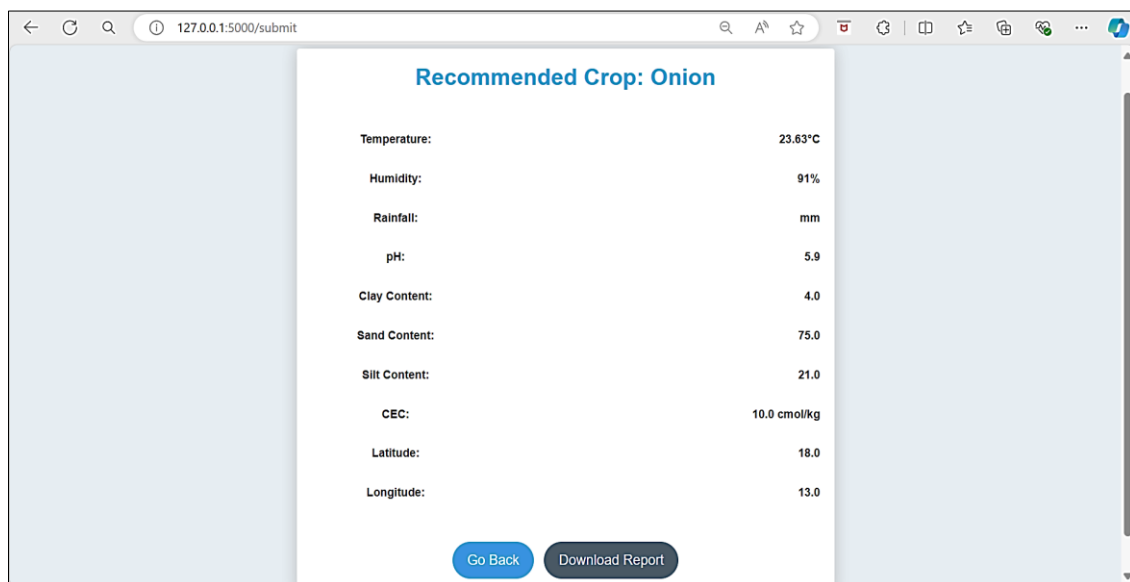 127.0.0.1:5000/submit
Recommended Crop: Onion
Temperature: 23.63°C
Humidity: 91%
Rainfall: mm
pH: 5.9
Clay Content: 4.0
Sand Content: 75.0
Silt Content: 21.0
CEC: 10.0 cmol/kg
Latitude: 18.0
Longitude: 13.0
Go Back Download Report